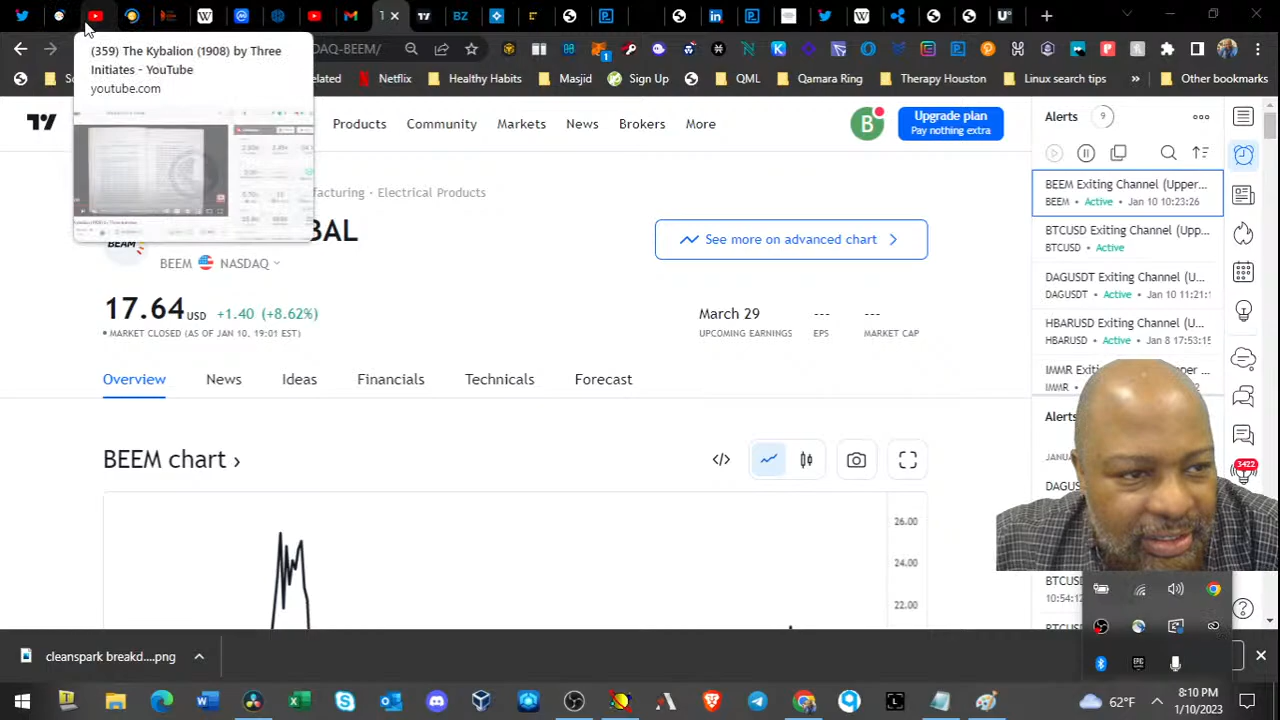 (359) The Kybalion (1908) by Three
Initiates - YouTube
youtube.com
DAQ-BEEM/
Netflix
Healthy Habits
Masjid
Sign Up
QML
Qamara Ring
Therapy Houston
Linux search tips
»
Other bookmarks
Products
Community
Markets
News
Brokers
More
B
Upgrade plan
Pay nothing extra
Alerts 9
BEEM Exiting Channel (Upper...
BEEM • Active • Jan 10 10:23:26
BTCUSD Exiting Channel (Upp...
BTCUSD • Active
DAGUSDT Exiting Channel (U...
DAGUSDT • Active • Jan 10 11:21:1
HBARUSD Exiting Channel (U...
HBARUSD • Active • Jan 8 17:53:15
IMMR
Alerts
BEEM NASDAQ
Electrical Products
See more on advanced chart
17.64 USD +1.40 (+8.62%)
• MARKET CLOSED (AS OF JAN 10, 19:01 EST)
March 29
UPCOMING EARNINGS
---
EPS
---
MARKET CAP
Overview
News
Ideas
Financials
Technicals
Forecast
BEEM chart ›
26.00
24.00
22.00
3422
cleanspark breakd....png
62°F
8:10 PM
1/10/2023